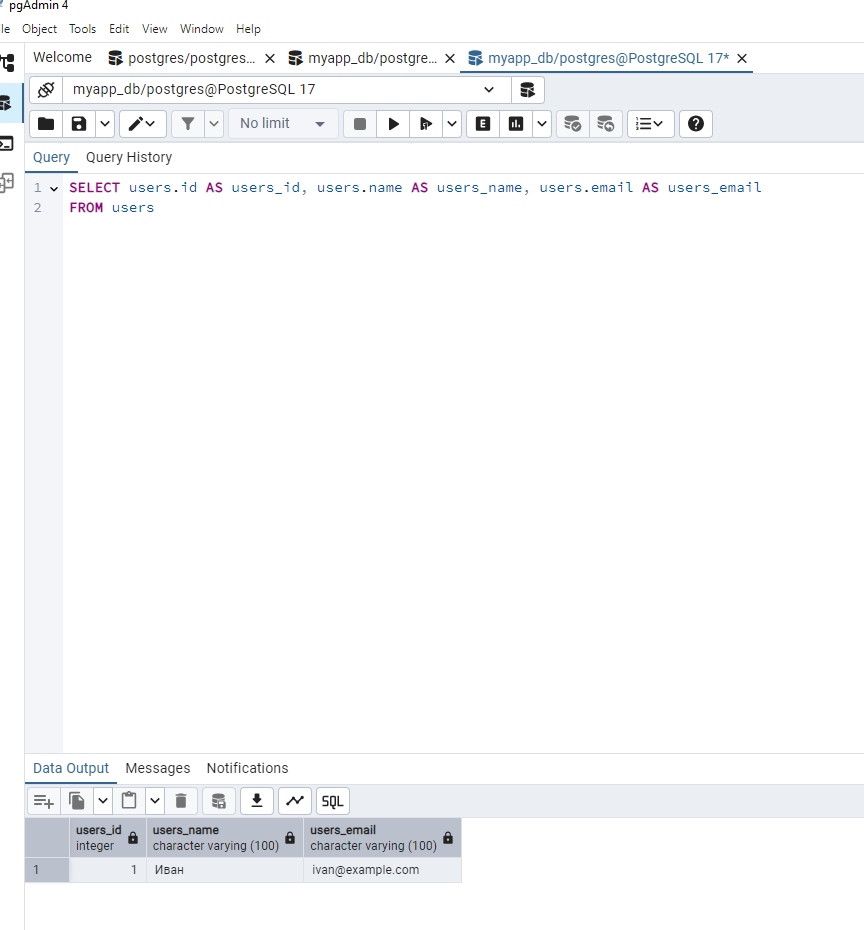 pgAdmin 4
le Object Tools Edit View Window Help
Welcome postgres/postgres... myapp_db/postgre... myapp_db/postgres@PostgreSQL 17*
myapp_db/postgres@PostgreSQL 17
No limit E
Query Query History
1 SELECT users.id AS users_id, users.name AS users_name, users.email AS users_email
2 FROM users
Data Output Messages Notifications
SQL
users_id users_name users_email
integer character varying (100) character varying (100)
1 1 Иван ivan@example.com